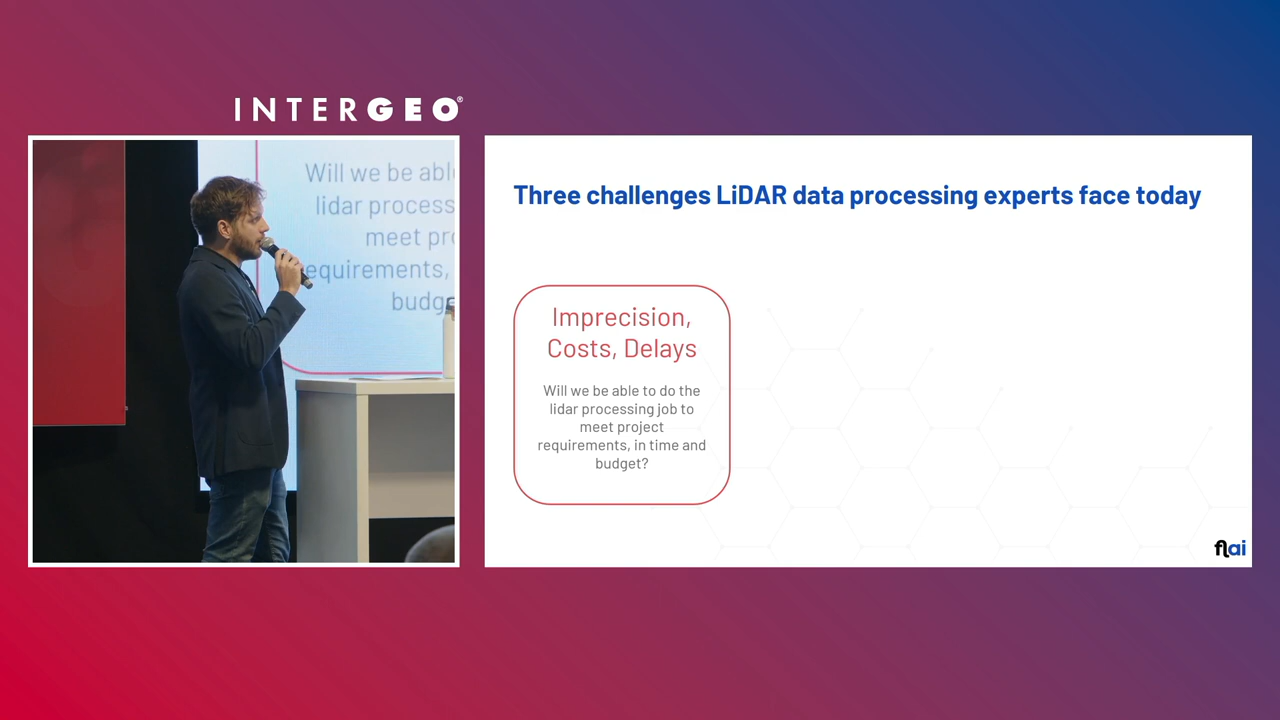 INTERGEO®
Will we be abl
lidar process
meet pr
equirements,
budg
Three challenges LiDAR data processing experts face today
Imprecision,
Costs, Delays
Will we be able to do the
lidar processing job to
meet project
requirements, in time and
budget?
flai